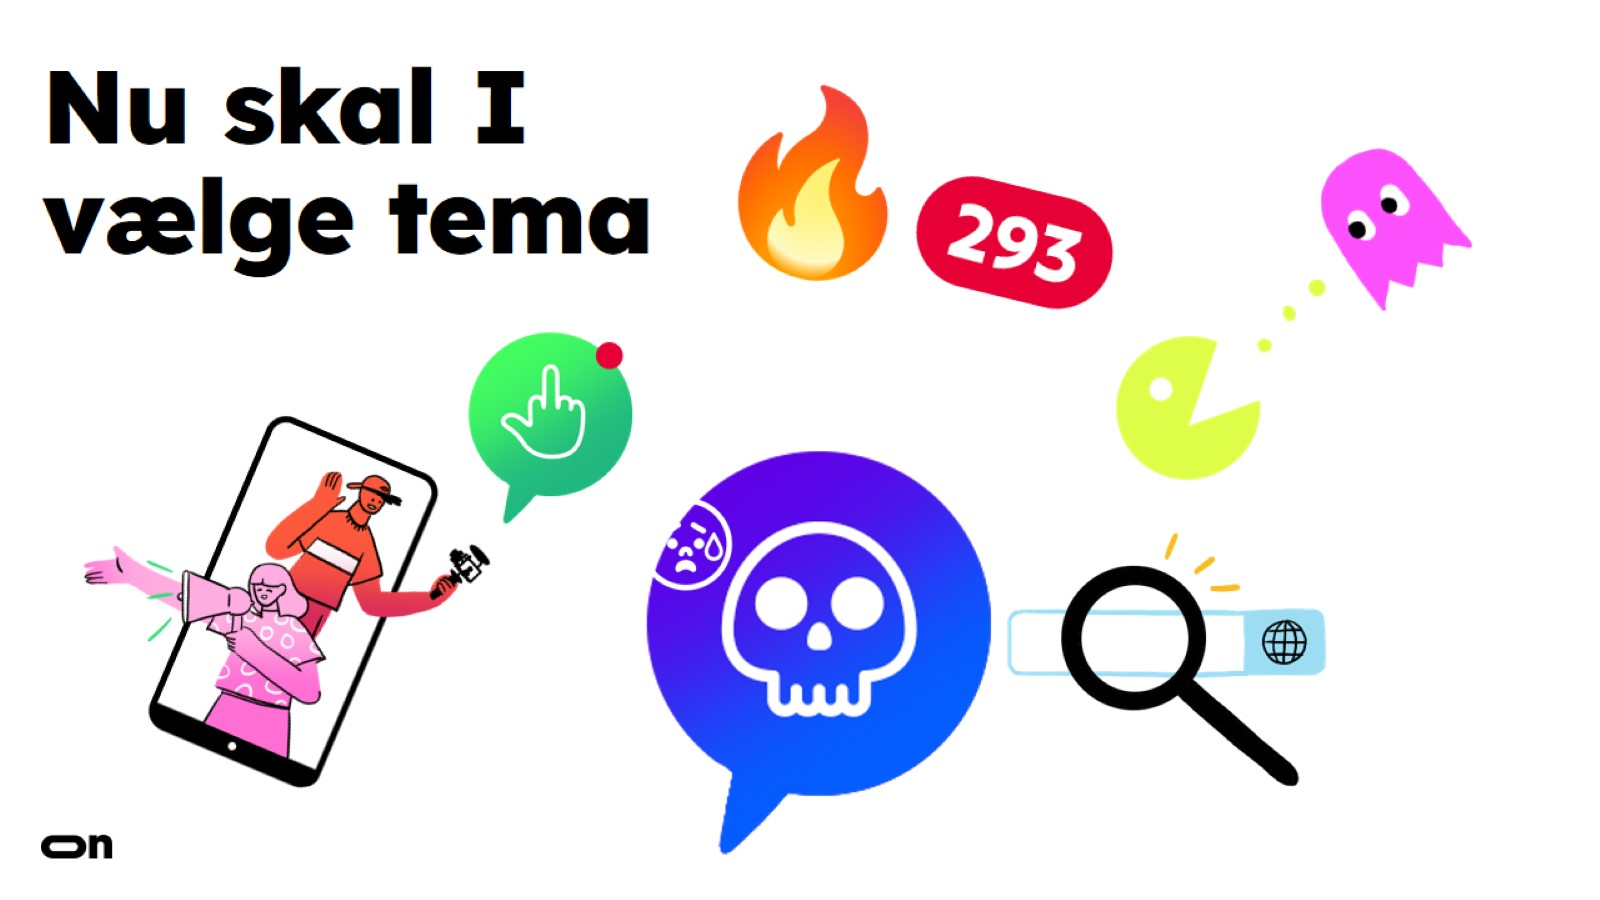 Nu skal I
vælge tema
293
on